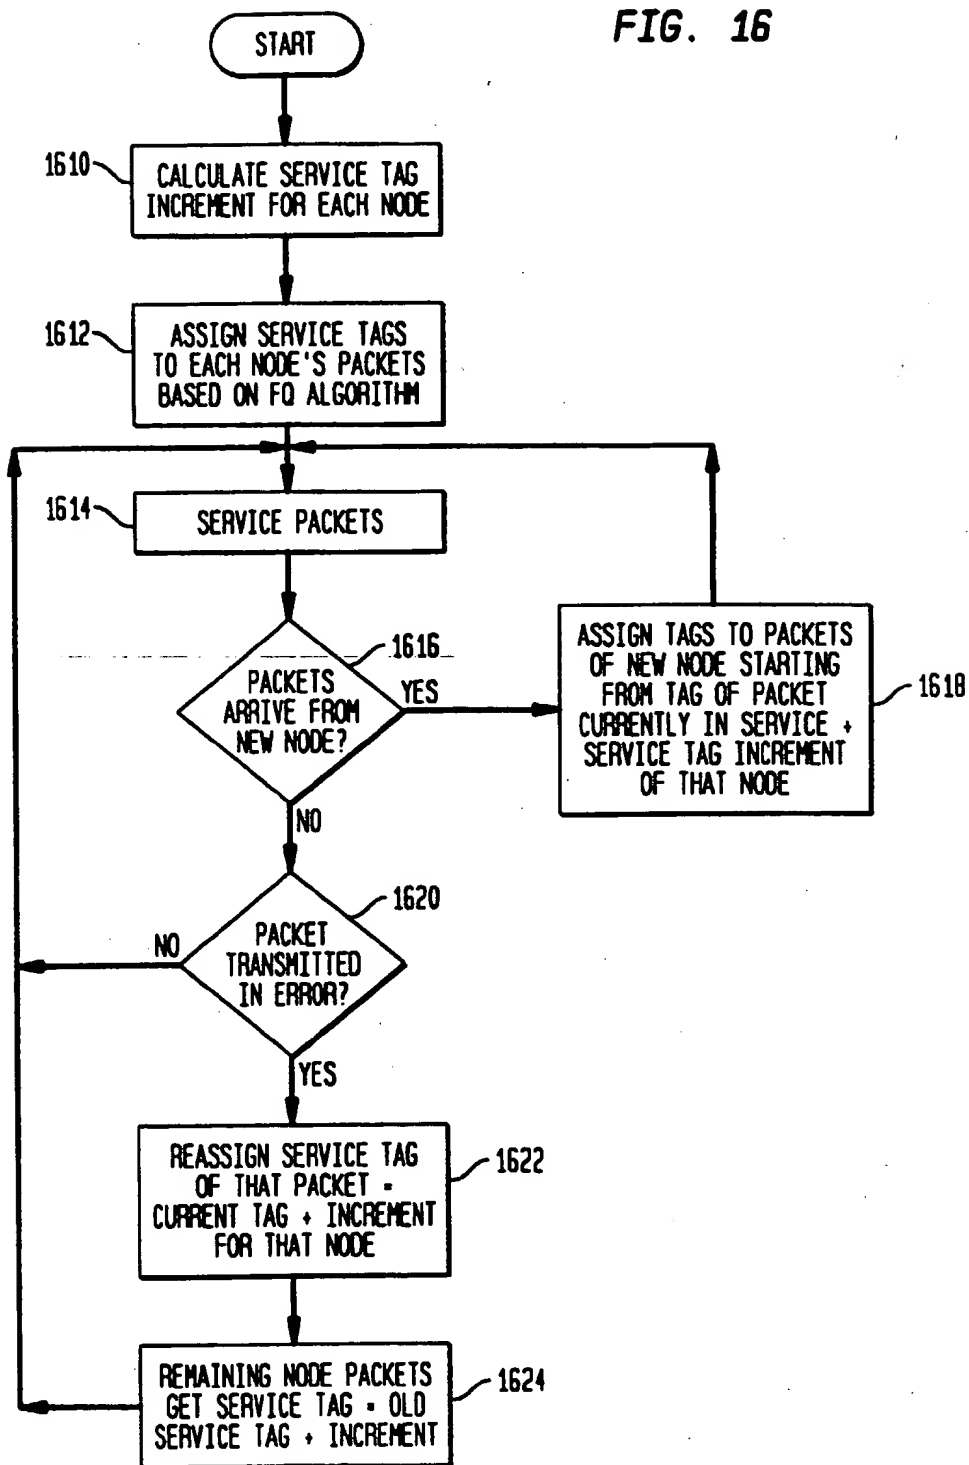 FIG. 16
START
1610
CALCULATE SERVICE TAG
INCREMENT FOR EACH NODE
1612
ASSIGN SERVICE TAGS
TO EACH NODE'S PACKETS
BASED ON FQ ALGORITHM
1614
SERVICE PACKETS
1616
PACKETS
ARRIVE FROM
NEW NODE?
YES
NO
ASSIGN TAGS TO PACKETS
OF NEW NODE STARTING
FROM TAG OF PACKET
CURRENTLY IN SERVICE +
SERVICE TAG INCREMENT
OF THAT NODE
1618
1620
PACKET
TRANSMITTED
IN ERROR?
NO
YES
REASSIGN SERVICE TAG
OF THAT PACKET =
CURRENT TAG + INCREMENT
FOR THAT NODE
1622
REMAINING NODE PACKETS
GET SERVICE TAG = OLD
SERVICE TAG + INCREMENT
1624